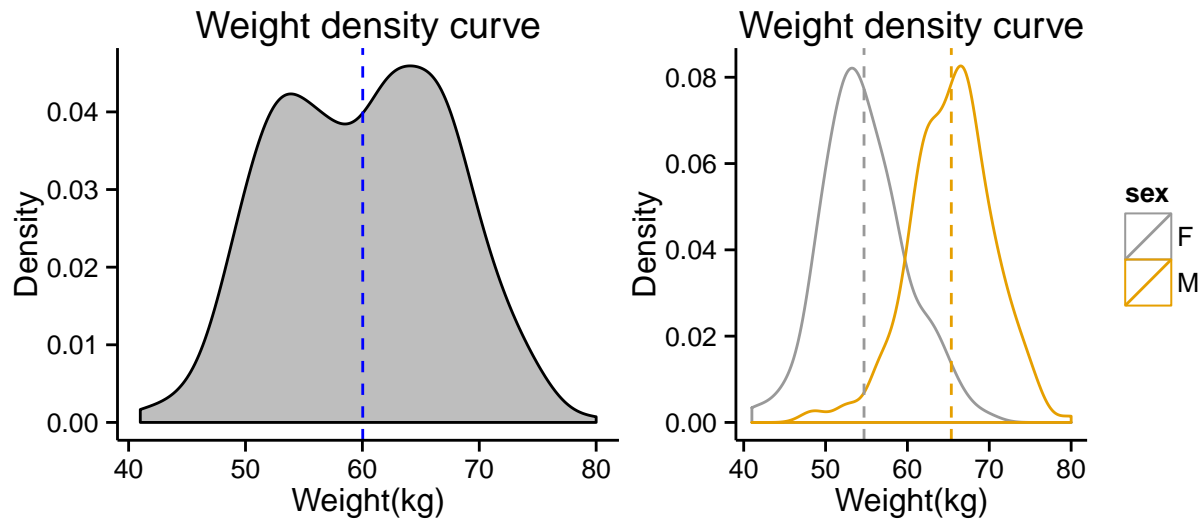 Weight density curve
Density
0.04
0.03
0.02
0.01
0.00
40 50 60 70 80
Weight(kg)
Weight density curve
Density
0.08
0.06
0.04
0.02
0.00
40 50 60 70 80
Weight(kg)
sex
F
M